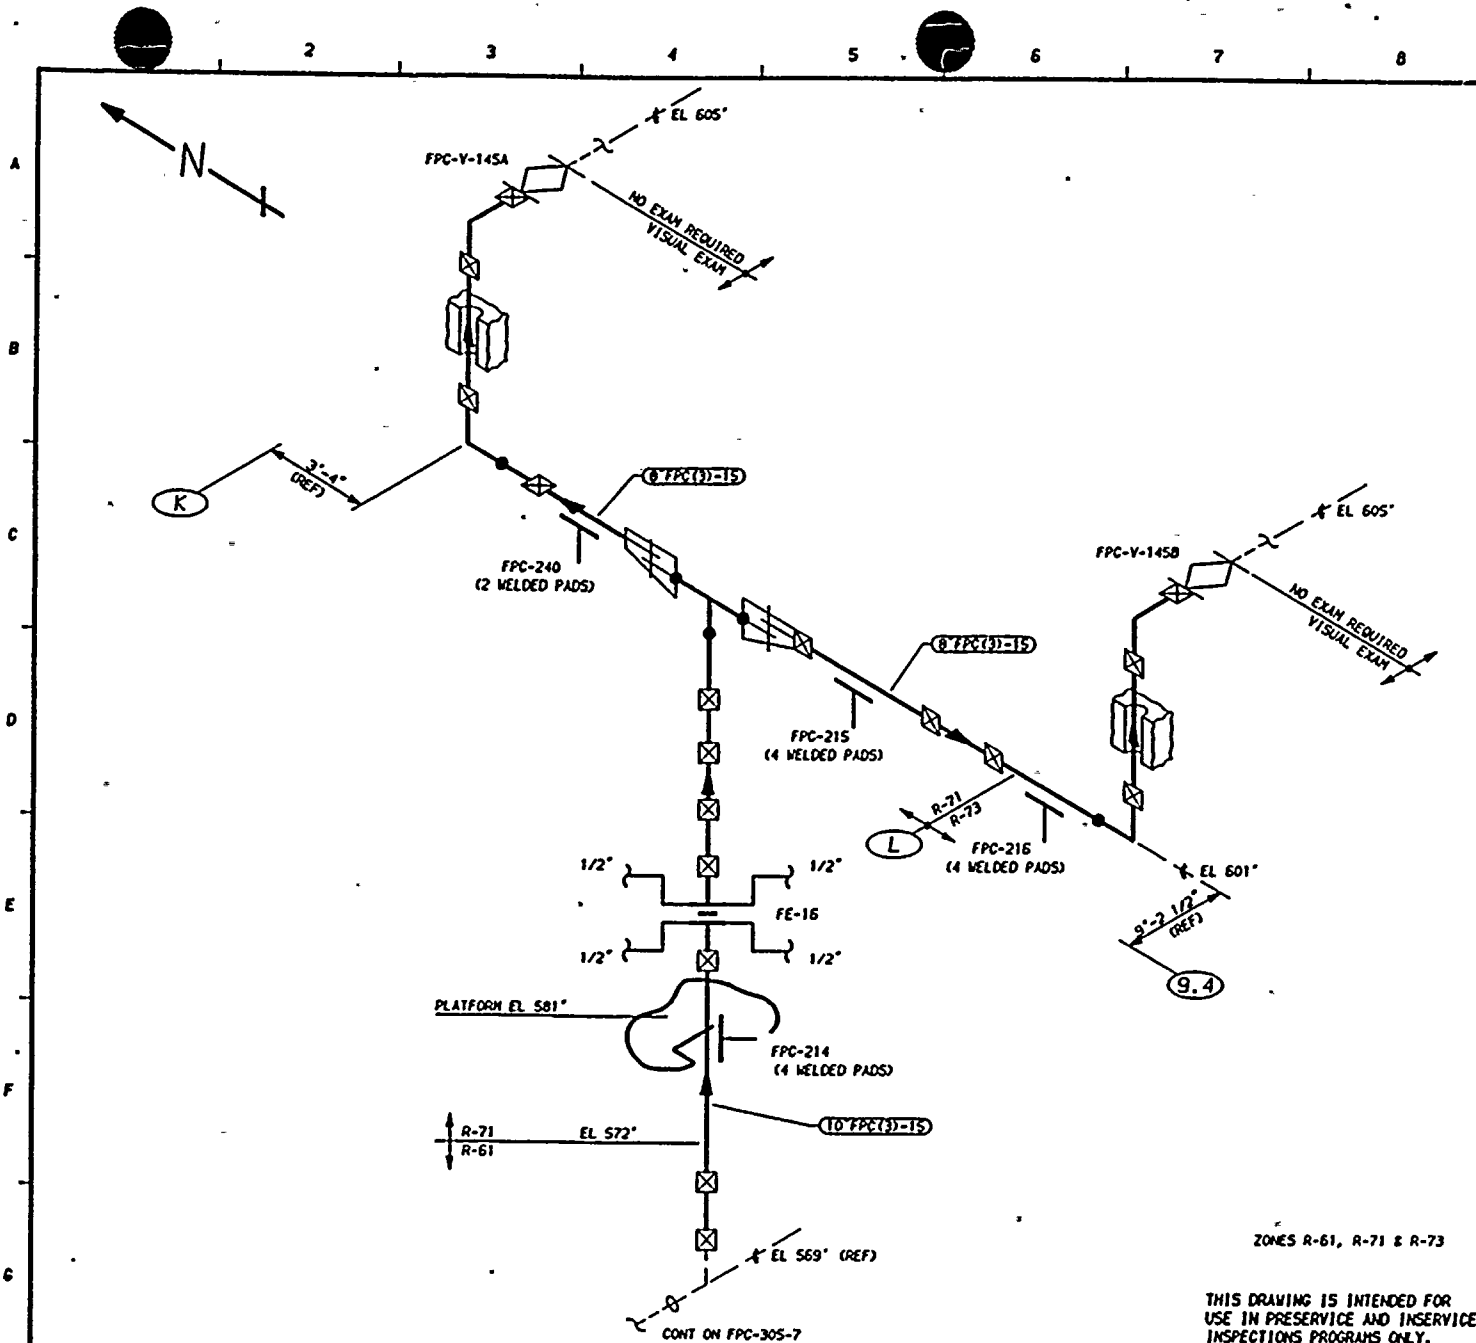 2 3 4 5 6 7 8
A
B
C
D
E
F
G
N
EL 605'
FPC-V-145A
NO EXAM REQUIRED
VISUAL EXAM
3'-4"
(REF)
K
8"FPC(3)-15
FPC-240
(2 WELDED PADS)
EL 605'
FPC-V-145B
NO EXAM REQUIRED
VISUAL EXAM
8"FPC(3)-15
FPC-215
(4 WELDED PADS)
R-71
R-73
L
FPC-216
(4 WELDED PADS)
EL 601'
9'-2 1/2"
(REF)
9.4
1/2" 1/2"
FE-16
1/2" 1/2"
PLATFORM EL 581'
FPC-214
(4 WELDED PADS)
10"FPC(3)-15
R-71
R-61
EL 572'
EL 569' (REF)
CONT ON FPC-305-7
ZONES R-61, R-71 & R-73
THIS DRAWING IS INTENDED FOR
USE IN PRESERVICE AND INSERVICE
INSPECTIONS PROGRAMS ONLY.